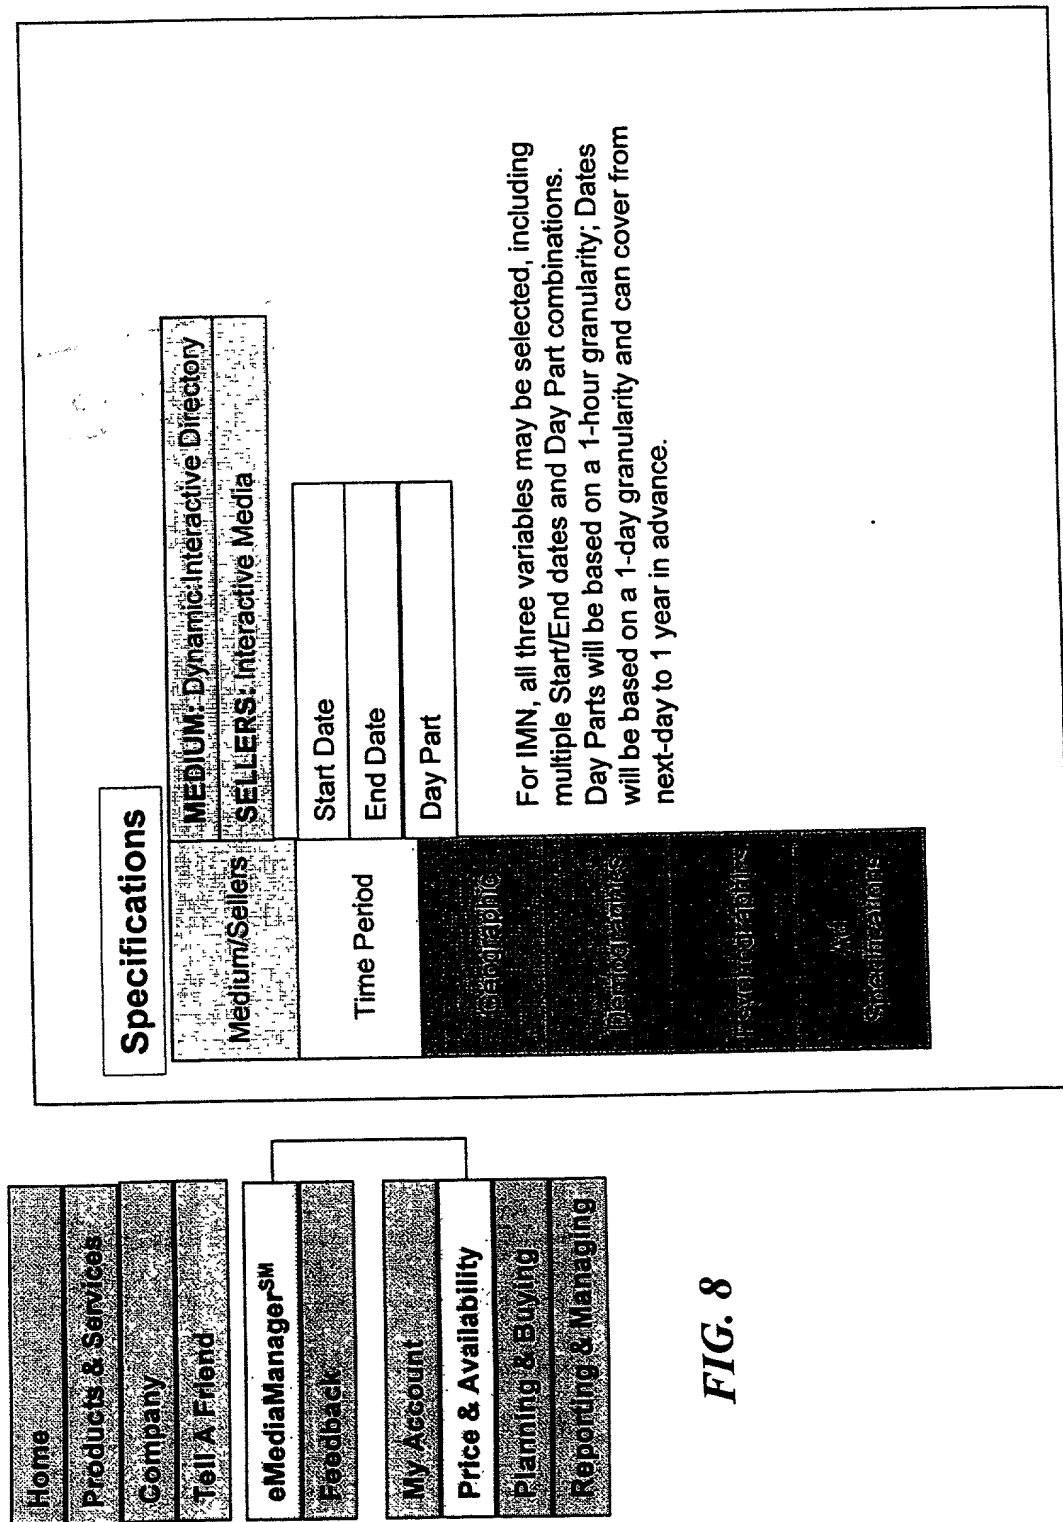 Home
Products & Services
Company
Tell A Friend
eMediaManager℠
Feedback
My Account
Price & Availability
Planning & Buying
Reporting & Managing
Specifications
Medium/Sellers
MEDIUM: Dynamic Interactive Directory
SELLERS: Interactive Media
Time Period
Start Date
End Date
Day Part
Geographic
Demographics
Psychographics
Ad
Specifications
For IMN, all three variables may be selected, including
multiple Start/End dates and Day Part combinations.
Day Parts will be based on a 1-hour granularity; Dates
will be based on a 1-day granularity and can cover from
next-day to 1 year in advance.
FIG. 8